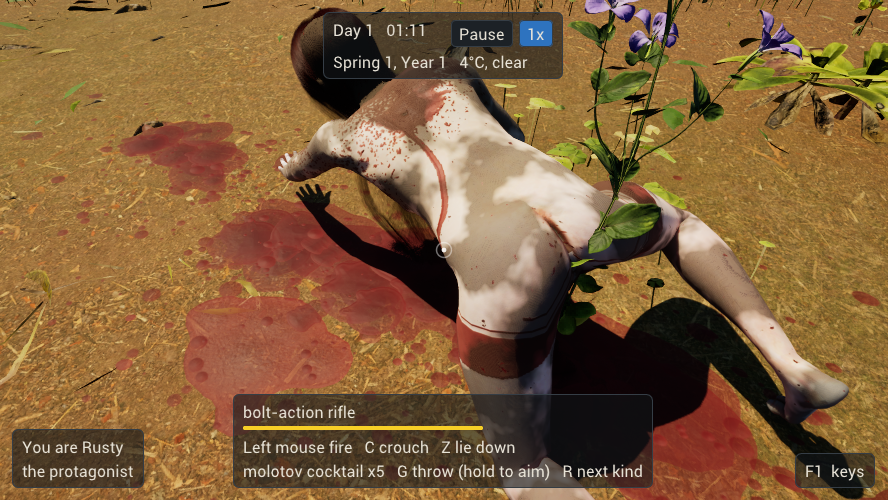 Day 1 01:11 Pause 1x
Spring 1, Year 1 4°C, clear
bolt-action rifle
Left mouse fire C crouch Z lie down
molotov cocktail x5 G throw (hold to aim) R next kind
You are Rusty
the protagonist
F1 keys